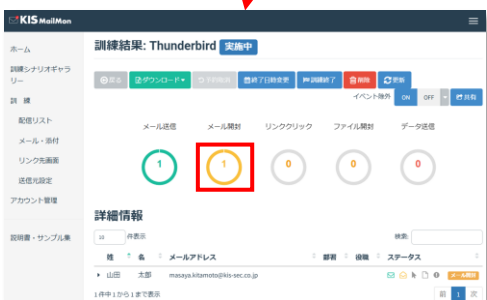 KIS MailMon
ホーム
訓練シナリオギャラリー
訓 練
配信リスト
メール・添付
リンク先画面
送信元設定
アカウント管理
説明書・サンプル集
訓練結果: Thunderbird 実施中
戻る ダウンロード 終了日時変更 訓練終了 削除 更新
イベント除外 ON OFF 共有
メール送信 メール開封 リンククリック ファイル開封 データ送信
1 1 0 0 0
詳細情報
10 件表示 検索:
姓 名 メールアドレス 部署 役職 ステータス
山田 太郎 masaya.kitamoto@kis-sec.co.jp メール開封
1 件中 1 から 1 まで表示
前 1 次